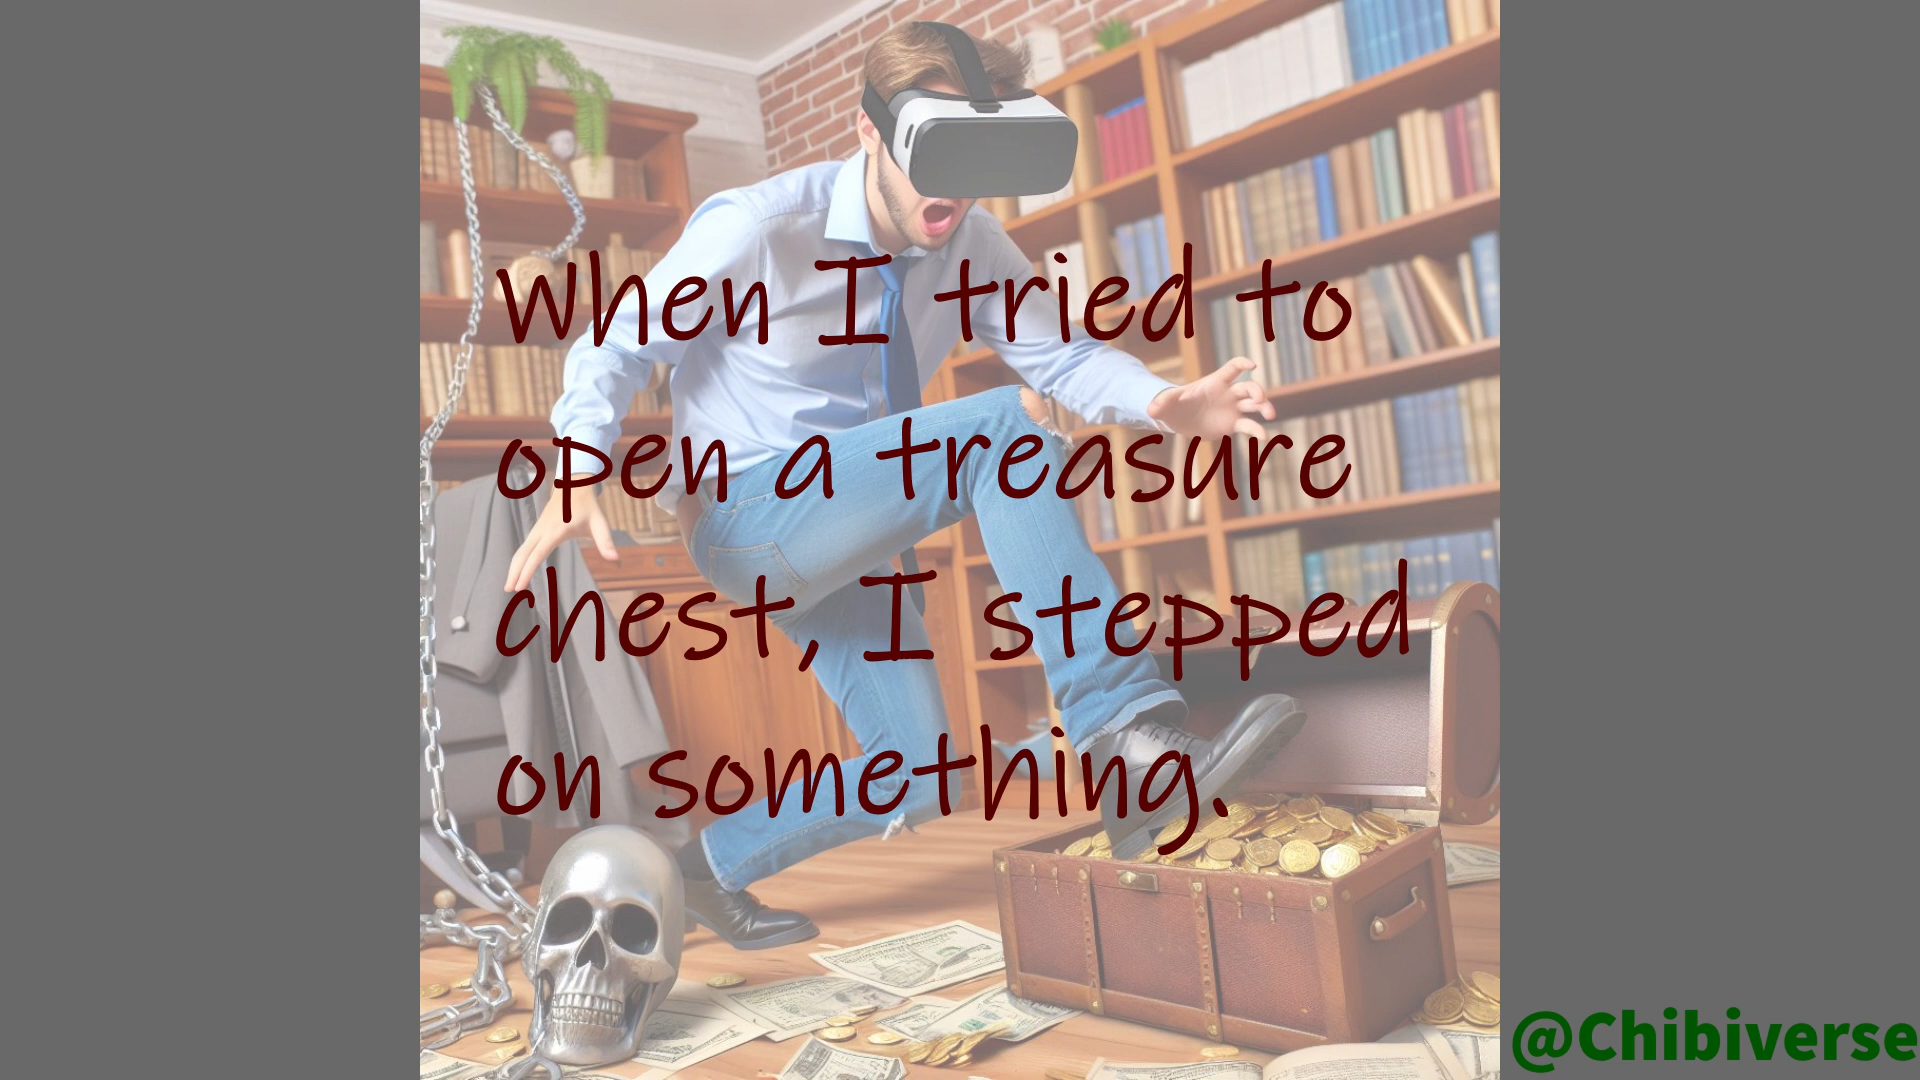 When I tried to
open a treasure
chest, I stepped
on something.
@Chibiverse